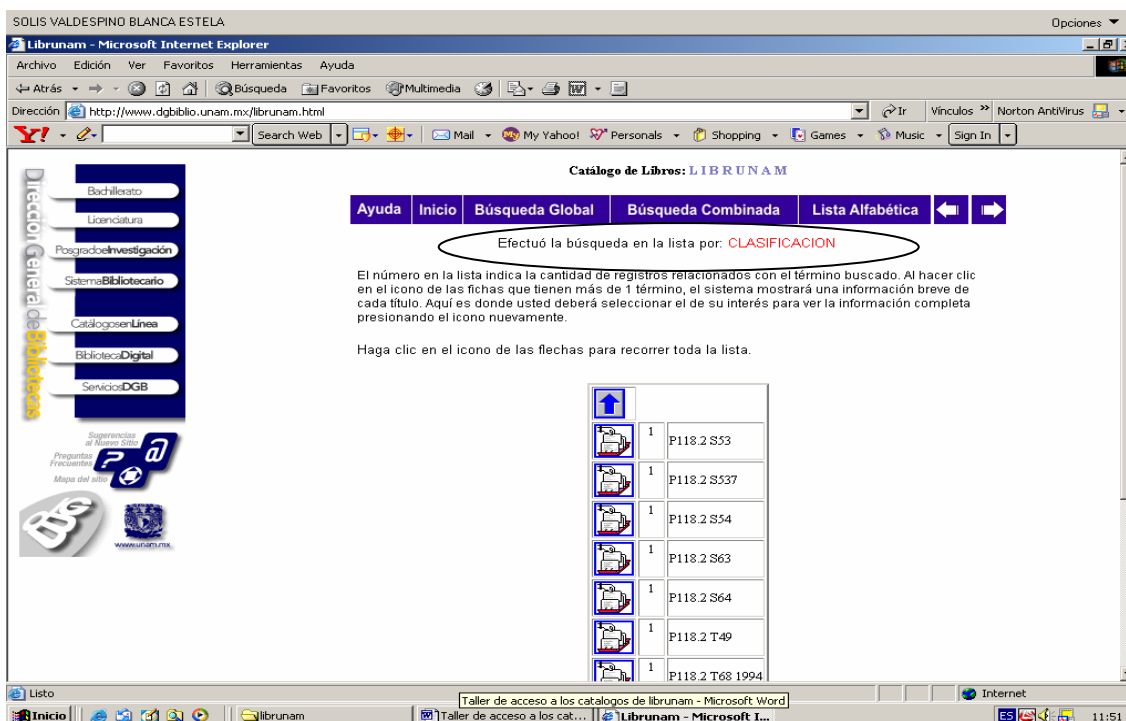 SOLIS VALDESPINO BLANCA ESTELA
Opciones
Librunam - Microsoft Internet Explorer
Archivo Edición Ver Favoritos Herramientas Ayuda
Atrás Búsqueda Favoritos Multimedia
Dirección http://www.dgbiblio.unam.mx/librunam.html Ir Vínculos » Norton AntiVirus
Y! Search Web Mail My Yahoo! Personals Shopping Games Music Sign In
Dirección General de Bibliotecas
Bachillerato
Licenciatura
PosgradoeInvestigación
SistemaBibliotecario
CatálogosenLínea
BibliotecaDigital
ServiciosDGB
Sugerencias
al Nuevo Sitio
Preguntas
Frecuentes
Mapa del sitio
www.unam.mx
Catálogo de Libros: LIBRUNAM
Ayuda Inicio Búsqueda Global Búsqueda Combinada Lista Alfabética
Efectuó la búsqueda en la lista por: CLASIFICACION
El número en la lista indica la cantidad de registros relacionados con el término buscado. Al hacer clic
en el icono de las fichas que tienen más de 1 término, el sistema mostrará una información breve de
cada título. Aquí es donde usted deberá seleccionar el de su interés para ver la información completa
presionando el icono nuevamente.
Haga clic en el icono de las flechas para recorrer toda la lista.
1 P118.2 S53
1 P118.2 S537
1 P118.2 S54
1 P118.2 S63
1 P118.2 S64
1 P118.2 T49
1 P118.2 T68 1994
Listo
Internet
Taller de acceso a los catalogos de librunam - Microsoft Word
Inicio librunam Taller de acceso a los cat... Librunam - Microsoft I... ES 11:51